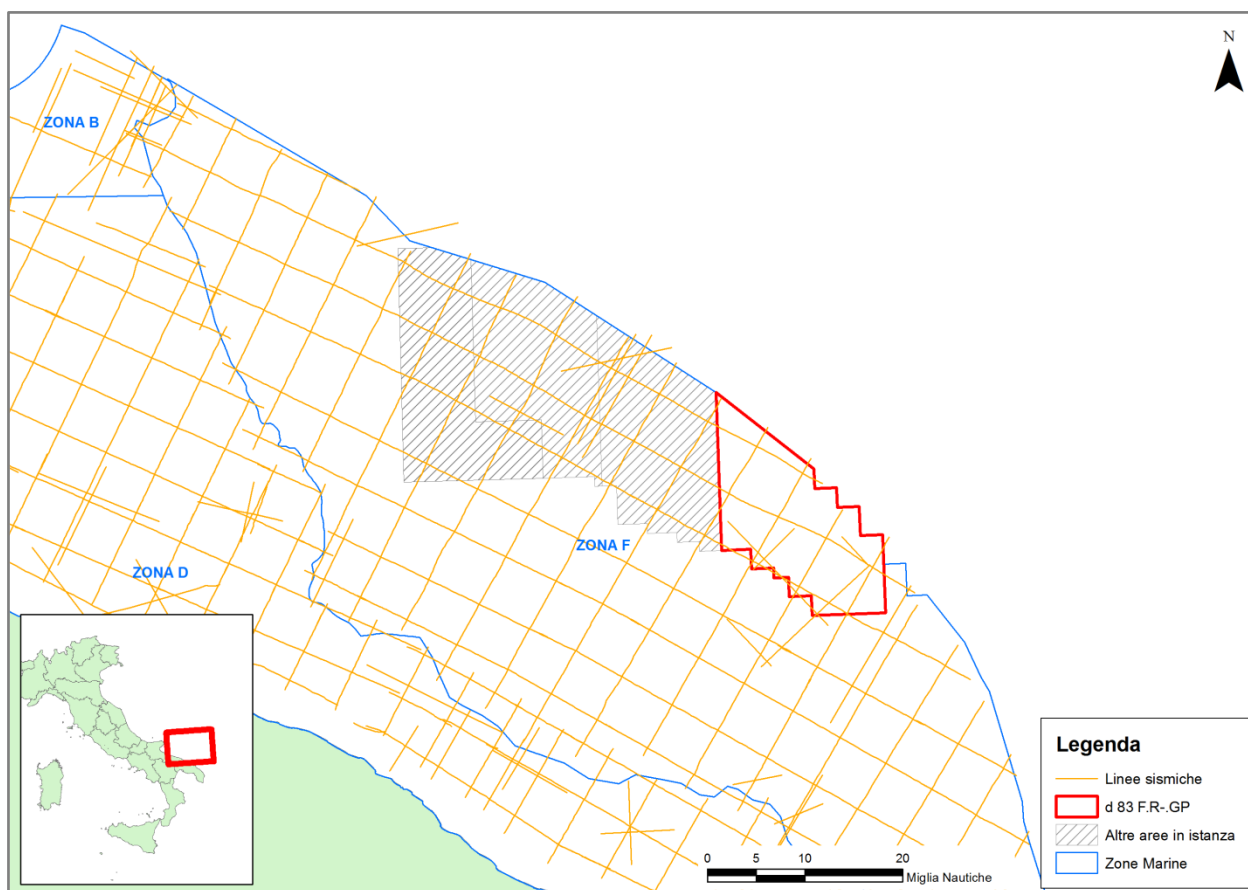 N
ZONA B
ZONA F
ZONA D
Legenda
Linee sismiche
d 83 F.R-.GP
Altre aree in istanza
Zone Marine
0 5 10 20
Miglia Nautiche